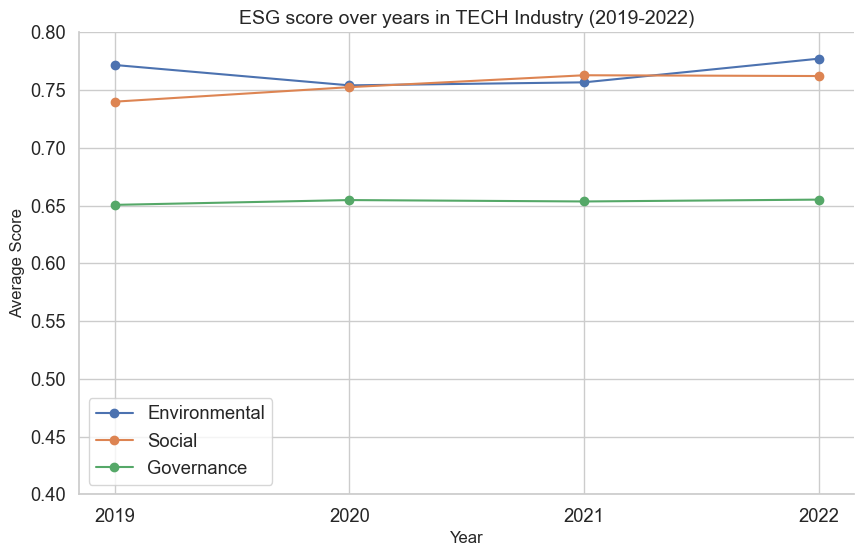 ESG score over years in TECH Industry (2019-2022)
0.80
0.75
0.70
0.65
0.60
0.55
0.50
0.45
0.40
Average Score
Environmental
Social
Governance
2019 2020 2021 2022
Year